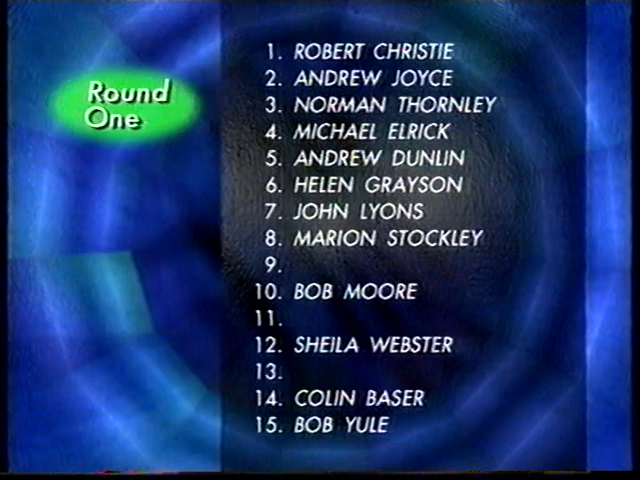 Round
One
1. ROBERT CHRISTIE
2. ANDREW JOYCE
3. NORMAN THORNLEY
4. MICHAEL ELRICK
5. ANDREW DUNLIN
6. HELEN GRAYSON
7. JOHN LYONS
8. MARION STOCKLEY
9.
10. BOB MOORE
11.
12. SHEILA WEBSTER
13.
14. COLIN BASER
15. BOB YULE